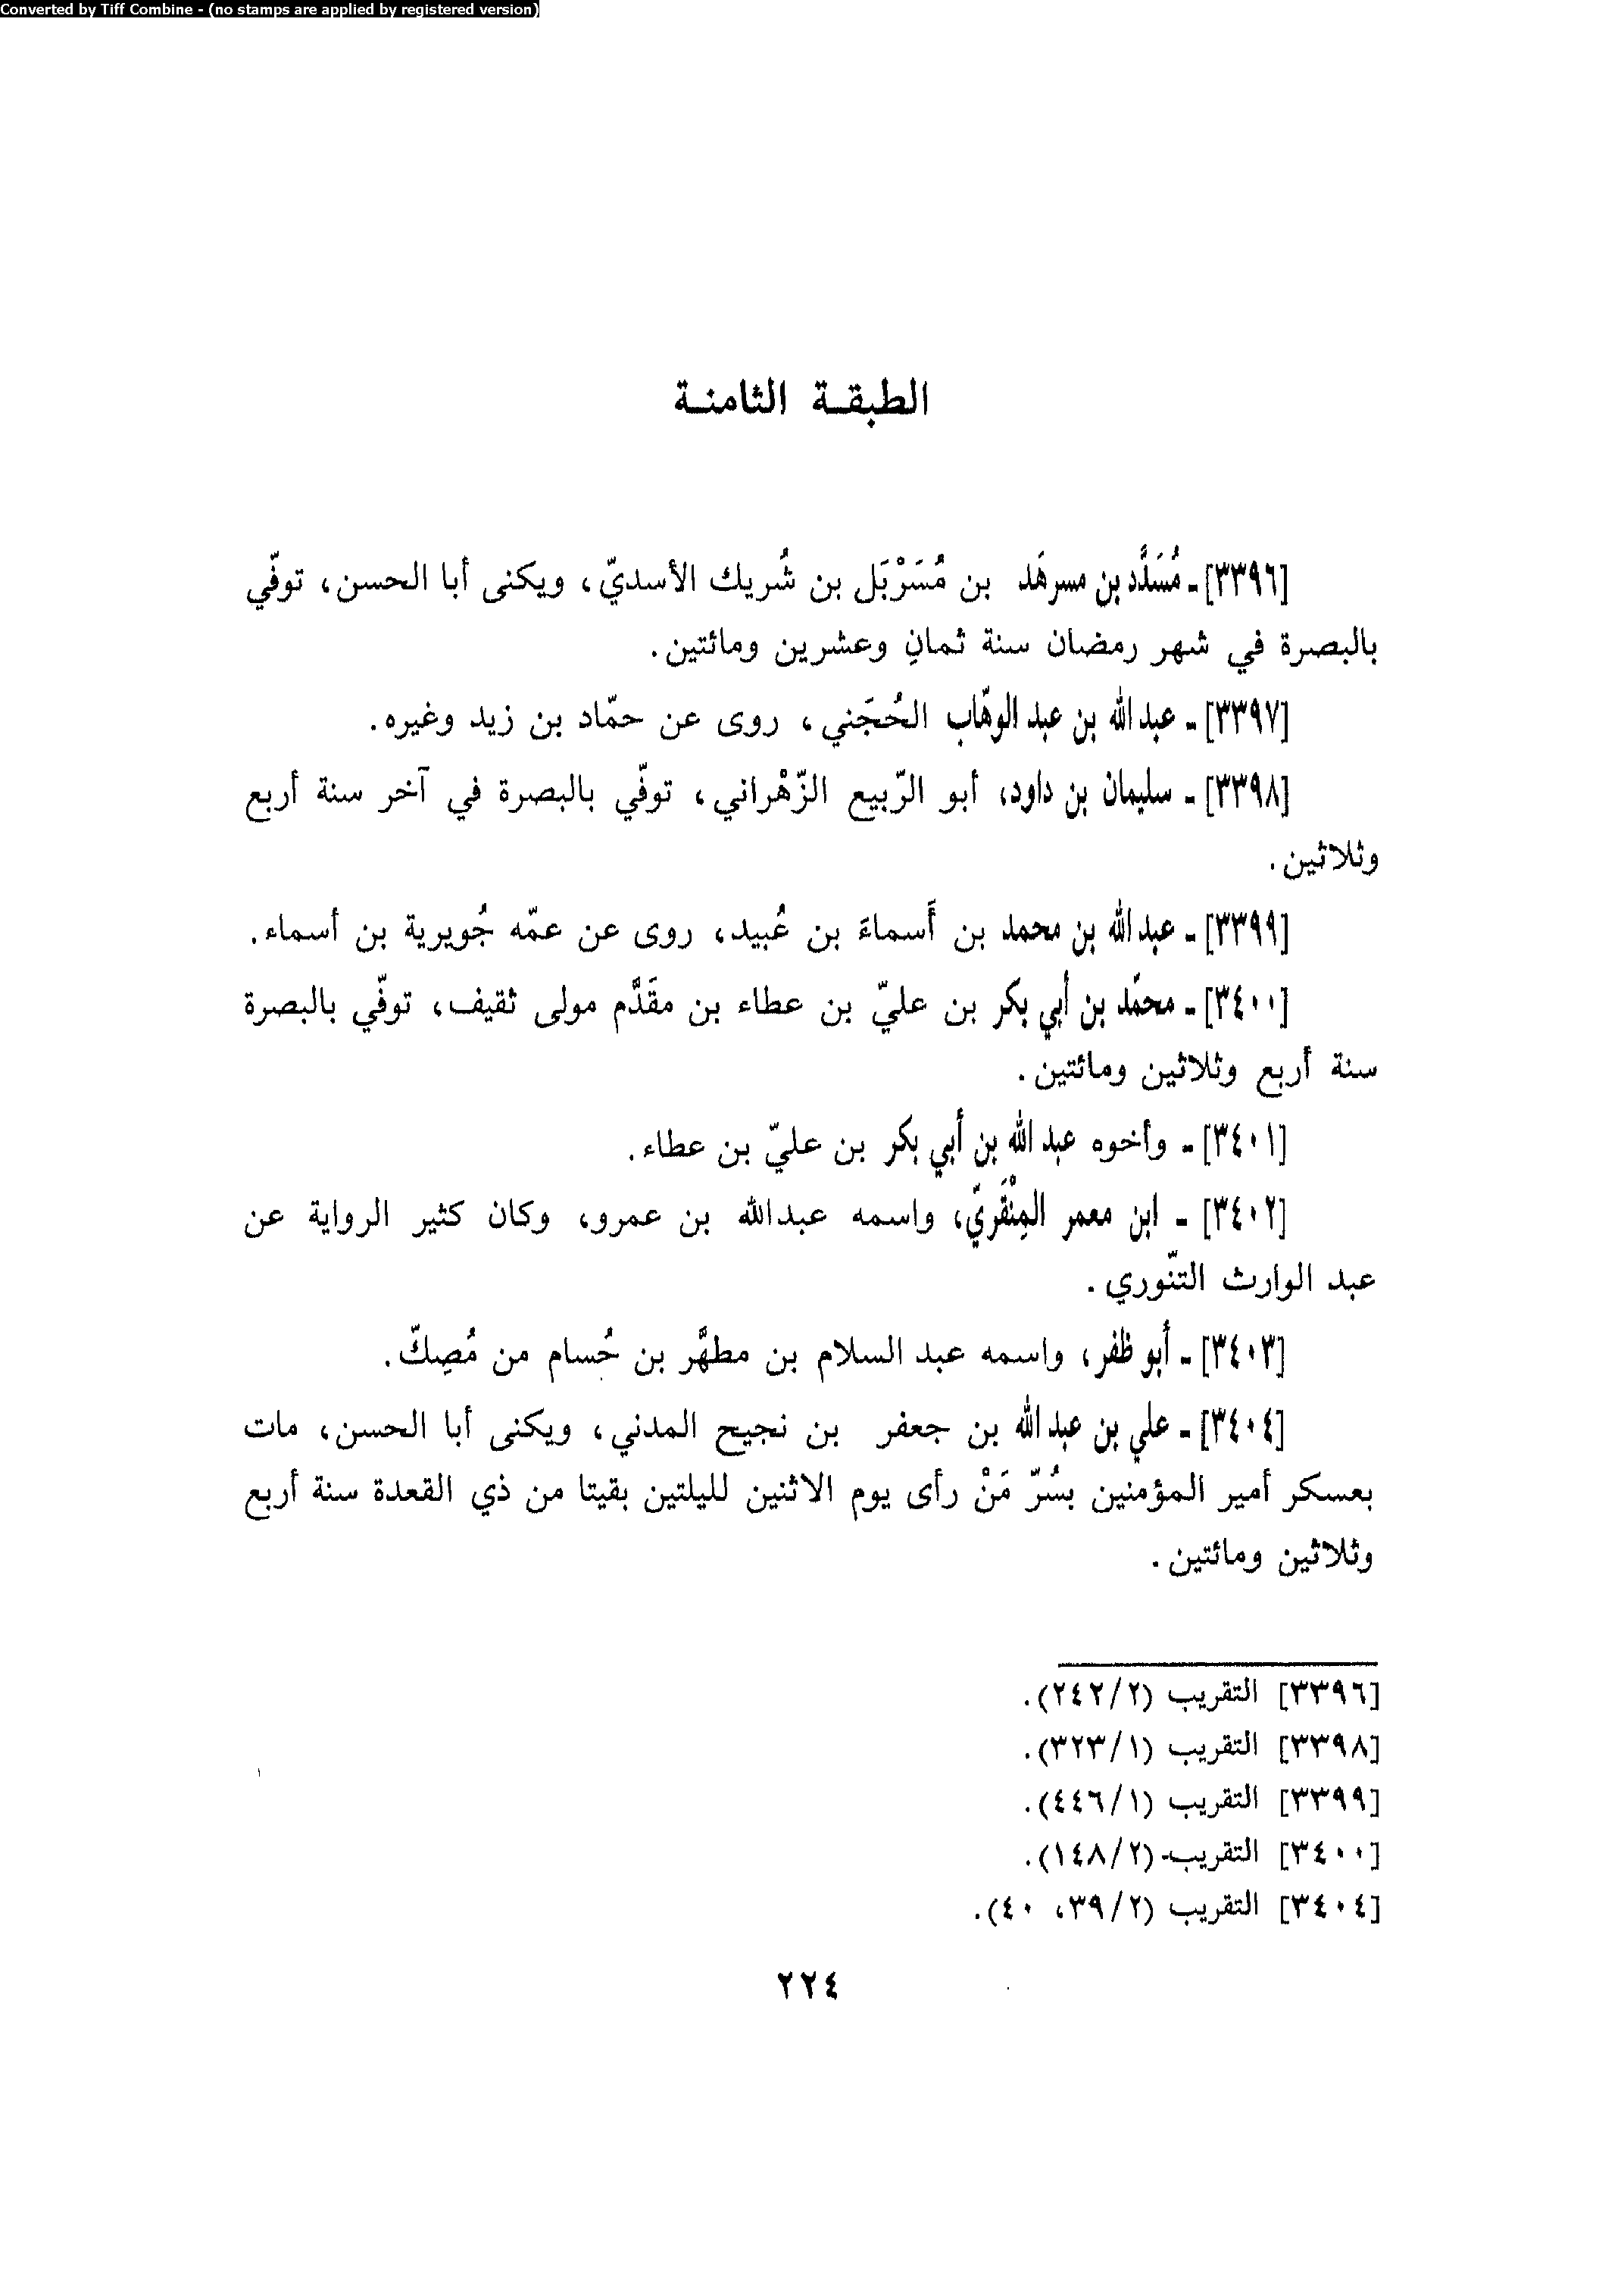 Converted by Tiff Combine - (no stamps are applied by registered version)
الطبقـة الثامنـة
[٣٣٩٦] ـ مُسَدَّد بن مسرهَد بن مُسَرْبَل بن شُريك الأسديّ، ويكنى أبا الحسن، توفّي
بالبصرة في شهر رمضان سنة ثمانِ وعشرين ومائتين.
[٣٣٩٧] ـ عبد الله بن عبد الوهّاب الحُجَني، روى عن حمّاد بن زيد وغيره.
[٣٣٩٨] ـ سليمان بن داود، أبو الرّبيع الزّهْراني، توفّي بالبصرة في آخر سنة أربع
وثلاثين.
[٣٣٩٩] ـ عبد الله بن محمد بن أَسماءَ بن عُبيد، روى عن عمّه جُويرية بن أسماء.
[٣٤٠٠] ـ محمّد بن أبي بكر بن عليّ بن عطاء بن مقَدَّم مولى ثقيف، توفّي بالبصرة
سنة أربع وثلاثين ومائتين.
[٣٤٠١] ـ وأخوه عبد الله بن أبي بكر بن عليّ بن عطاء.
[٣٤٠٢] ـ ابن معمر المِنْقَريّ، واسمه عبدالله بن عمرو، وكان كثير الرواية عن
عبد الوارث التنّوري.
[٣٤٠٣] ـ أبو ظفر، واسمه عبد السلام بن مطهَّر بن حُسام من مُصِكّ.
[٣٤٠٤] ـ علي بن عبد الله بن جعفر بن نجيح المدني، ويكنى أبا الحسن، مات
بعسكر أمير المؤمنين بسُرّ مَنْ رأى يوم الاثنين لليلتين بقيتا من ذي القعدة سنة أربع
وثلاثين ومائتين.
[٣٣٩٦] التقريب (٢/ ٢٤٢).
[٣٣٩٨] التقريب (١/ ٣٢٣).
[٣٣٩٩] التقريب (١/ ٤٤٦).
[٣٤٠٠] التقريب (٢/ ١٤٨).
[٣٤٠٤] التقريب (٢/ ٣٩، ٤٠).
٢٢٤